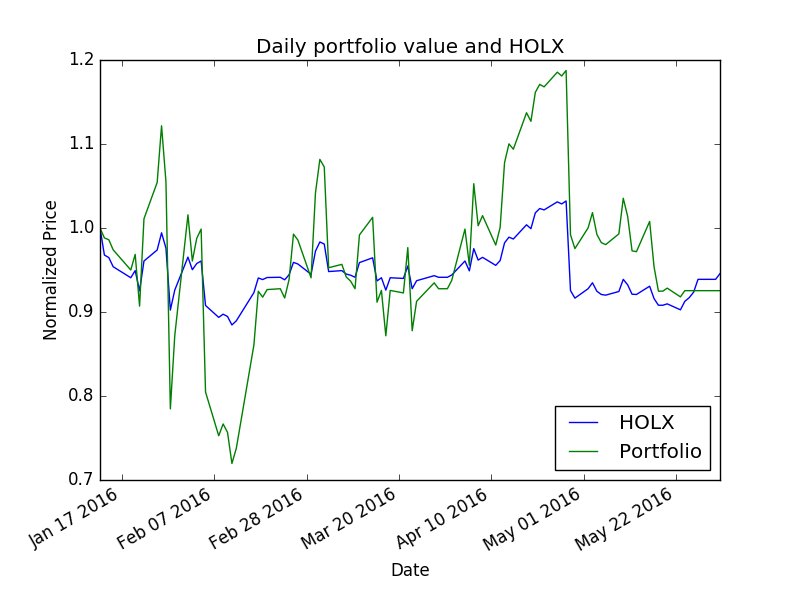 Daily portfolio value and HOLX
1.2
1.1
1.0
0.9
0.8
0.7
Normalized Price
HOLX
Portfolio
Jan 17 2016
Feb 07 2016
Feb 28 2016
Mar 20 2016
Apr 10 2016
May 01 2016
May 22 2016
Date